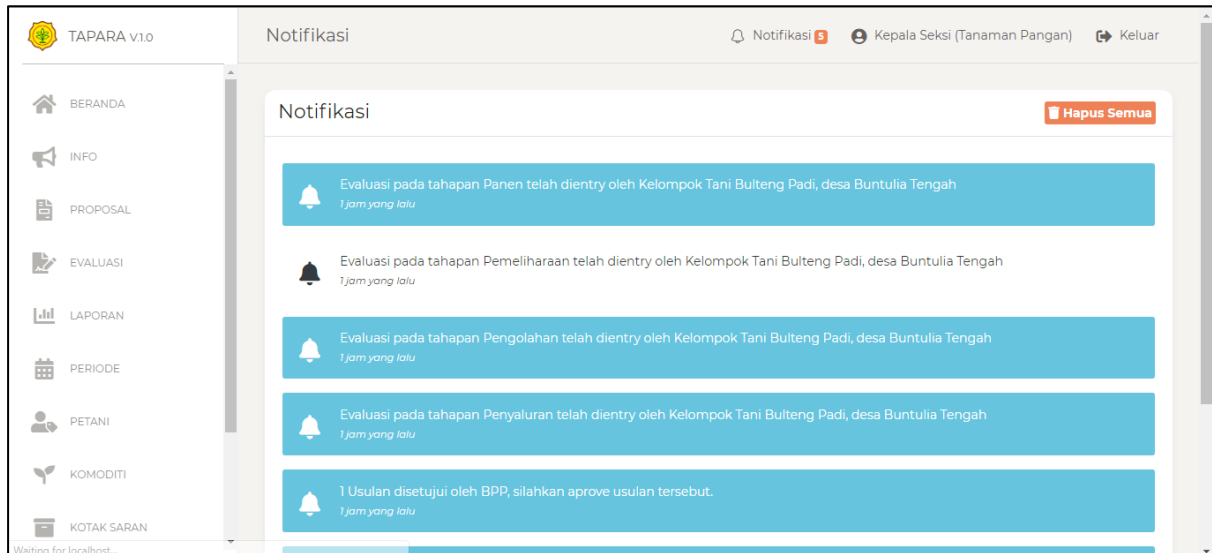 TAPARA V.1.0
Notifikasi
Notifikasi 5
Kepala Seksi (Tanaman Pangan)
Keluar
BERANDA
INFO
PROPOSAL
EVALUASI
LAPORAN
PERIODE
PETANI
KOMODITI
KOTAK SARAN
Notifikasi
Hapus Semua
Evaluasi pada tahapan Panen telah dientry oleh Kelompok Tani Bulteng Padi, desa Buntulia Tengah
1 jam yang lalu
Evaluasi pada tahapan Pemeliharaan telah dientry oleh Kelompok Tani Bulteng Padi, desa Buntulia Tengah
1 jam yang lalu
Evaluasi pada tahapan Pengolahan telah dientry oleh Kelompok Tani Bulteng Padi, desa Buntulia Tengah
1 jam yang lalu
Evaluasi pada tahapan Penyaluran telah dientry oleh Kelompok Tani Bulteng Padi, desa Buntulia Tengah
1 jam yang lalu
1 Usulan disetujui oleh BPP, silahkan aprove usulan tersebut.
1 jam yang lalu
Waiting for localhost...